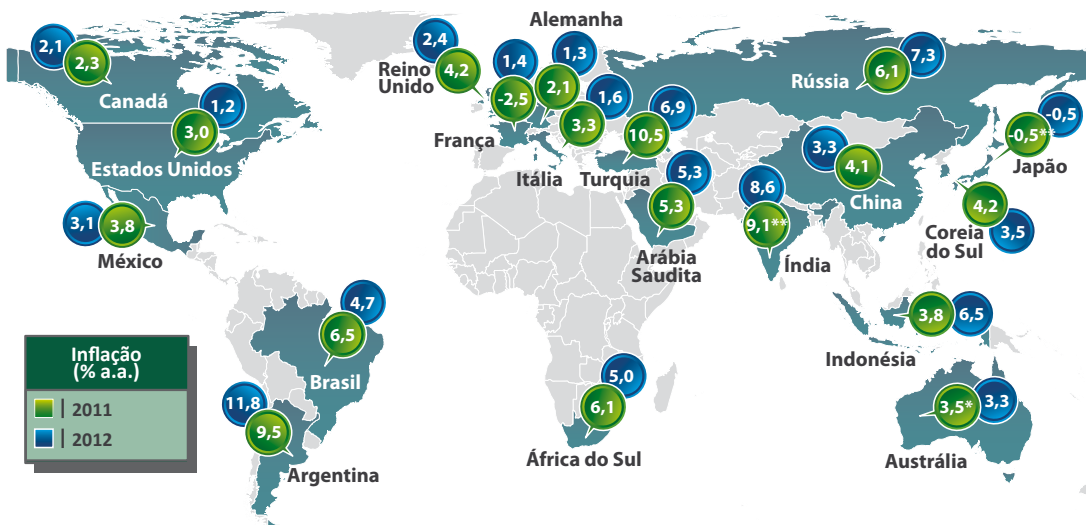 2,1
2,3
Canadá
1,2
3,0
Estados Unidos
3,1
3,8
México
4,7
6,5
Brasil
11,8
9,5
Argentina
Inflação
(% a.a.)
| 2011
| 2012
2,4
Reino
Unido
4,2
Alemanha
1,3
2,1
1,4
-2,5
França
1,6
3,3
Itália
6,9
10,5
Turquia
5,3
5,3
Arábia
Saudita
5,0
6,1
África do Sul
7,3
6,1
Rússia
3,3
4,1
China
8,6
9,1**
Índia
-0,5
-0,5**
Japão
4,2
3,5
Coreia
do Sul
3,8
6,5
Indonésia
3,5*
3,3
Austrália